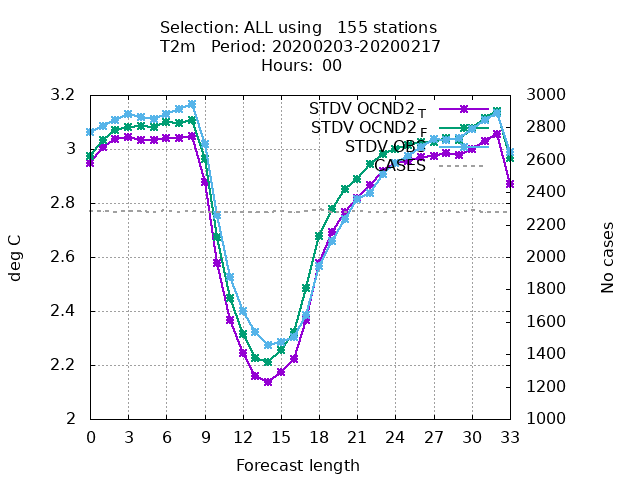 Selection: ALL using   155 stations
T2m   Period: 20200203-20200217
Hours: 00
STDV OCND2 T
STDV OCND2 F
STDV OBS
CASES
3.2
3
2.8
2.6
2.4
2.2
2
3000
2800
2600
2400
2200
2000
1800
1600
1400
1200
1000
deg C
No cases
0 3 6 9 12 15 18 21 24 27 30 33
Forecast length